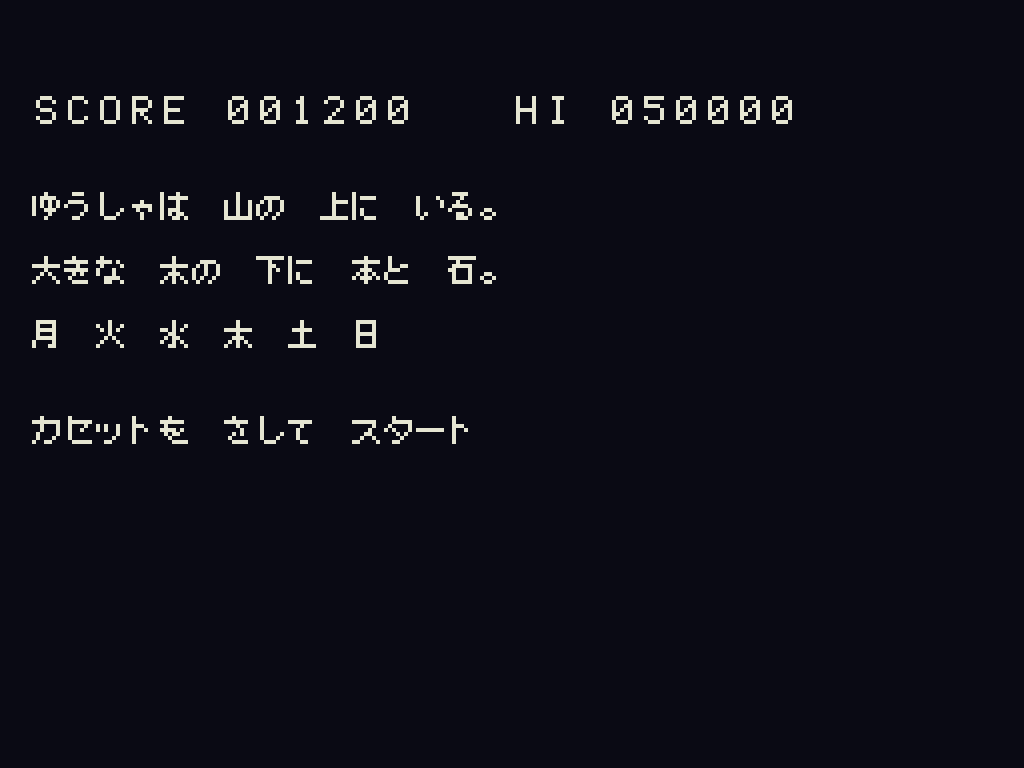 SCORE 001200   HI 050000
ゆうしゃは　山の　上に　いる。
大きな　木の　下に　本と　石。
月　火　水　木　土　日
カセットを　さして　スタート